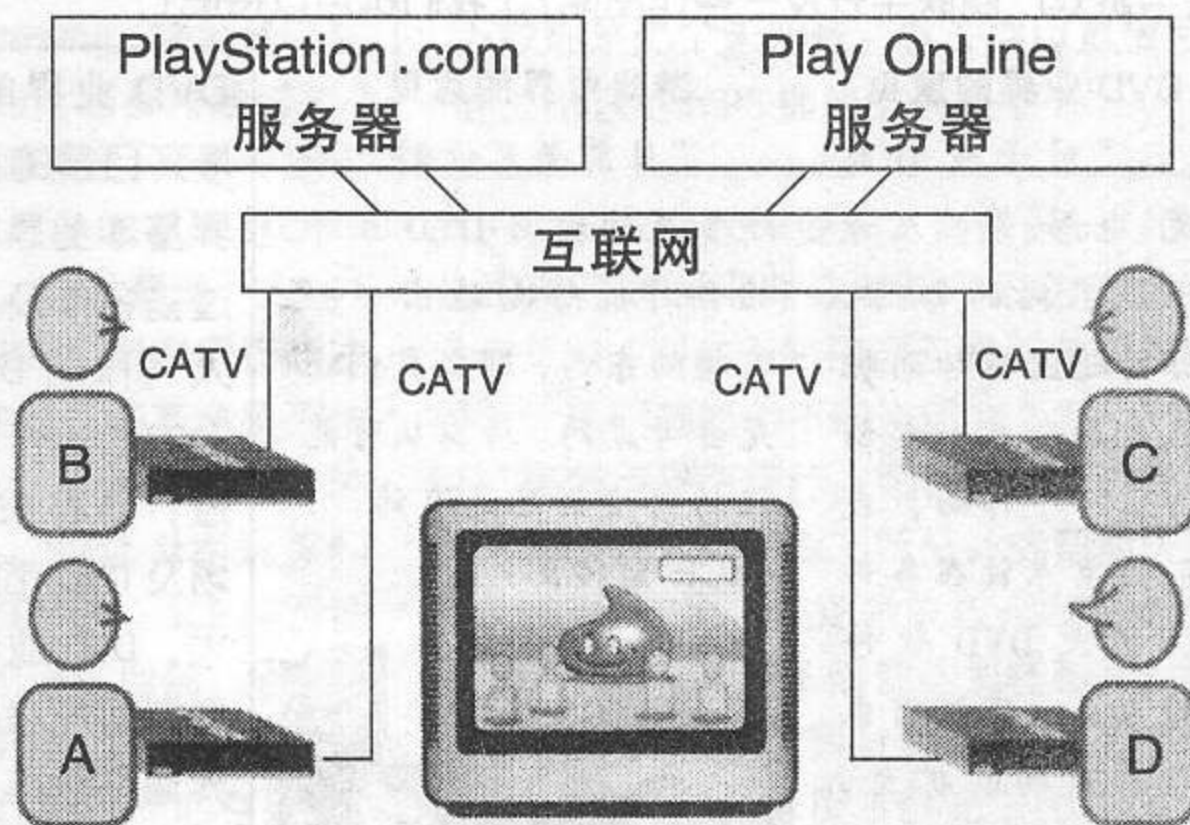 PlayStation.com
服务器
Play OnLine
服务器
互联网
CATV
CATV
CATV
CATV
B
C
A
D